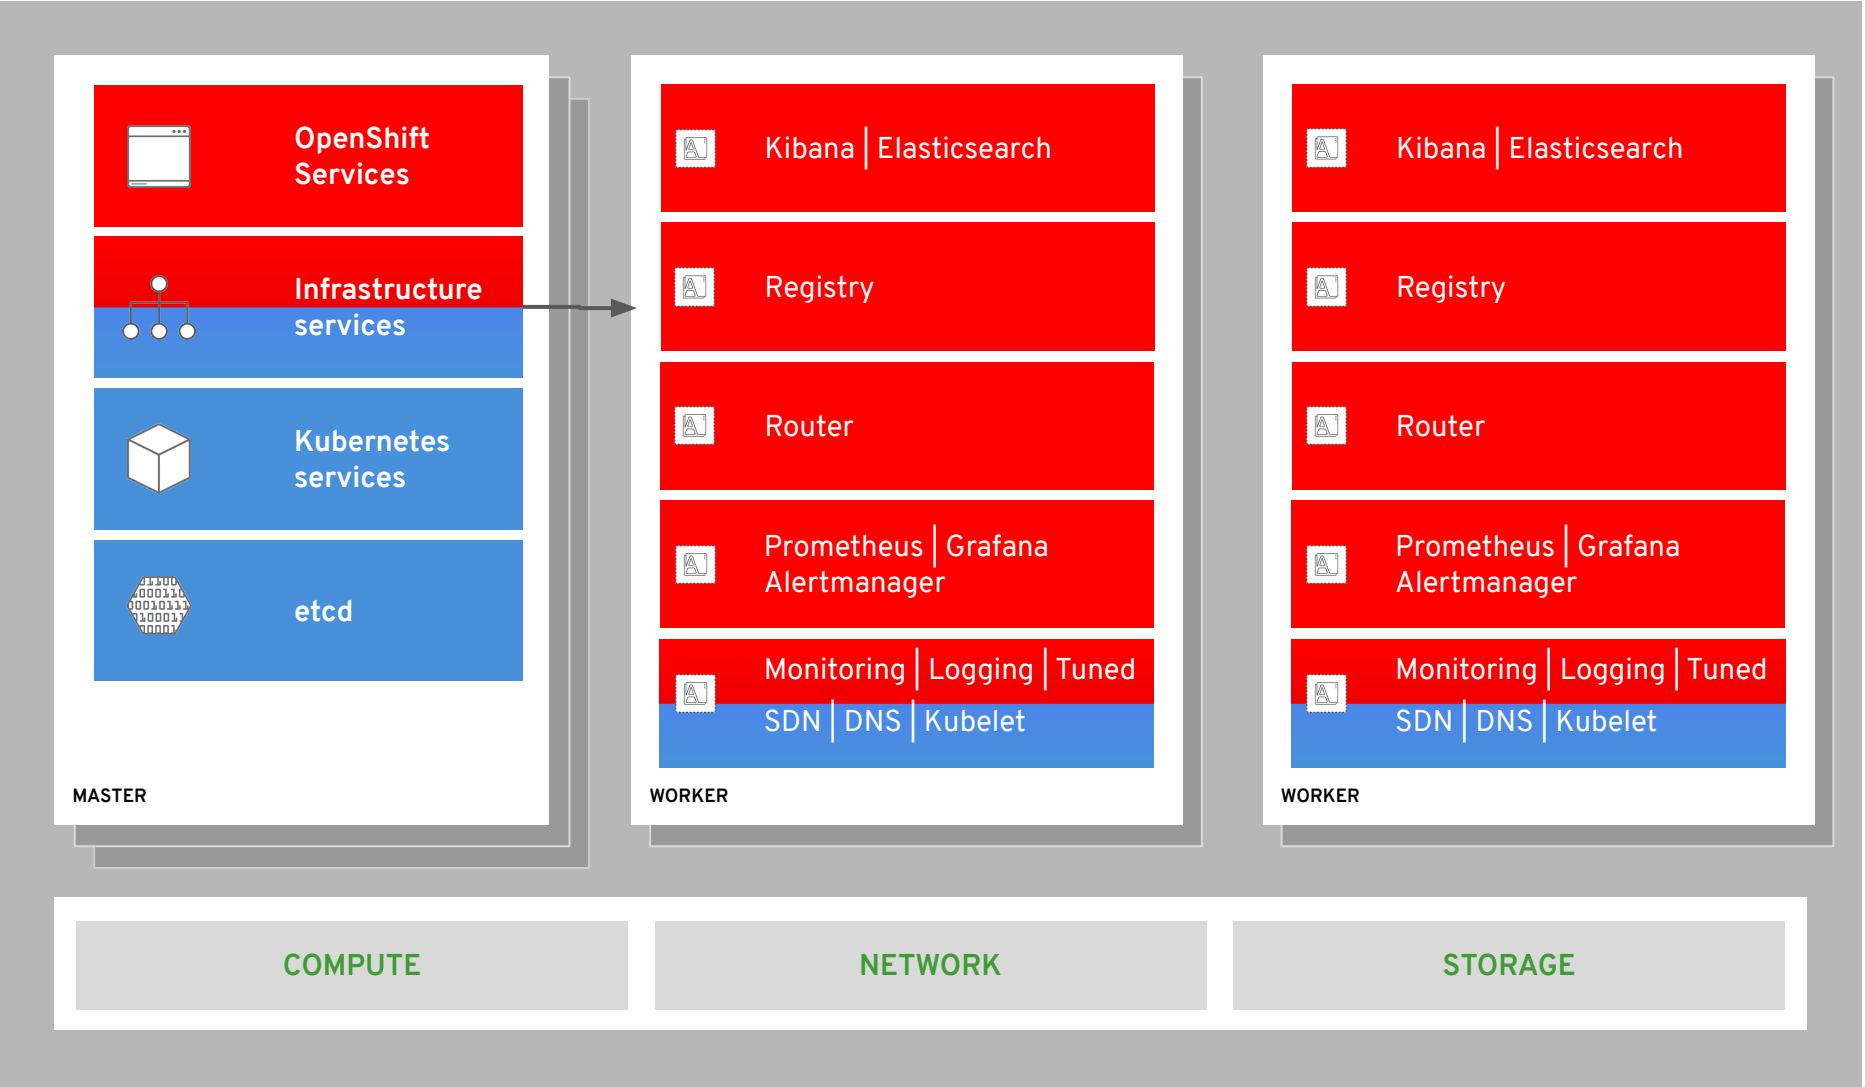 OpenShift
Services
Infrastructure
services
Kubernetes
services
etcd
MASTER
Kibana | Elasticsearch
Registry
Router
Prometheus | Grafana
Alertmanager
Monitoring | Logging | Tuned
SDN | DNS | Kubelet
WORKER
Kibana | Elasticsearch
Registry
Router
Prometheus | Grafana
Alertmanager
Monitoring | Logging | Tuned
SDN | DNS | Kubelet
WORKER
COMPUTE
NETWORK
STORAGE